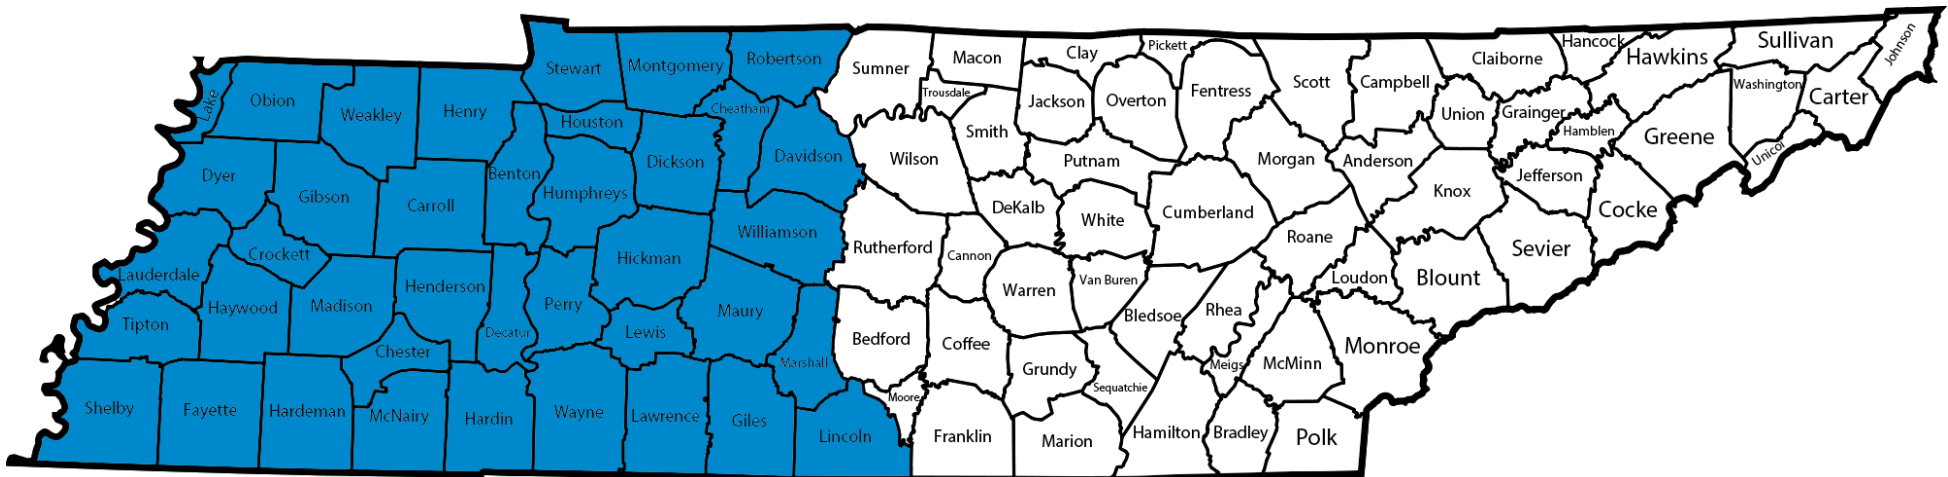 Lake
Obion
Weakley
Henry
Stewart
Montgomery
Robertson
Sumner
Macon
Trousdale
Clay
Pickett
Fentress
Scott
Campbell
Claiborne
Hancock
Hawkins
Sullivan
Johnson
Dyer
Gibson
Carroll
Benton
Houston
Humphreys
Dickson
Cheatham
Davidson
Wilson
Smith
Jackson
Overton
Putnam
Morgan
Anderson
Union
Grainger
Hamblen
Greene
Washington
Unicoi
Carter
Lauderdale
Crockett
Haywood
Madison
Henderson
Decatur
Perry
Hickman
Williamson
Rutherford
Cannon
DeKalb
White
Cumberland
Roane
Knox
Jefferson
Cocke
Sevier
Blount
Loudon
Tipton
Chester
Lewis
Maury
Marshall
Bedford
Coffee
Warren
Van Buren
Bledsoe
Rhea
Meigs
McMinn
Monroe
Shelby
Fayette
Hardeman
McNairy
Hardin
Wayne
Lawrence
Giles
Lincoln
Moore
Franklin
Grundy
Sequatchie
Marion
Hamilton
Bradley
Polk